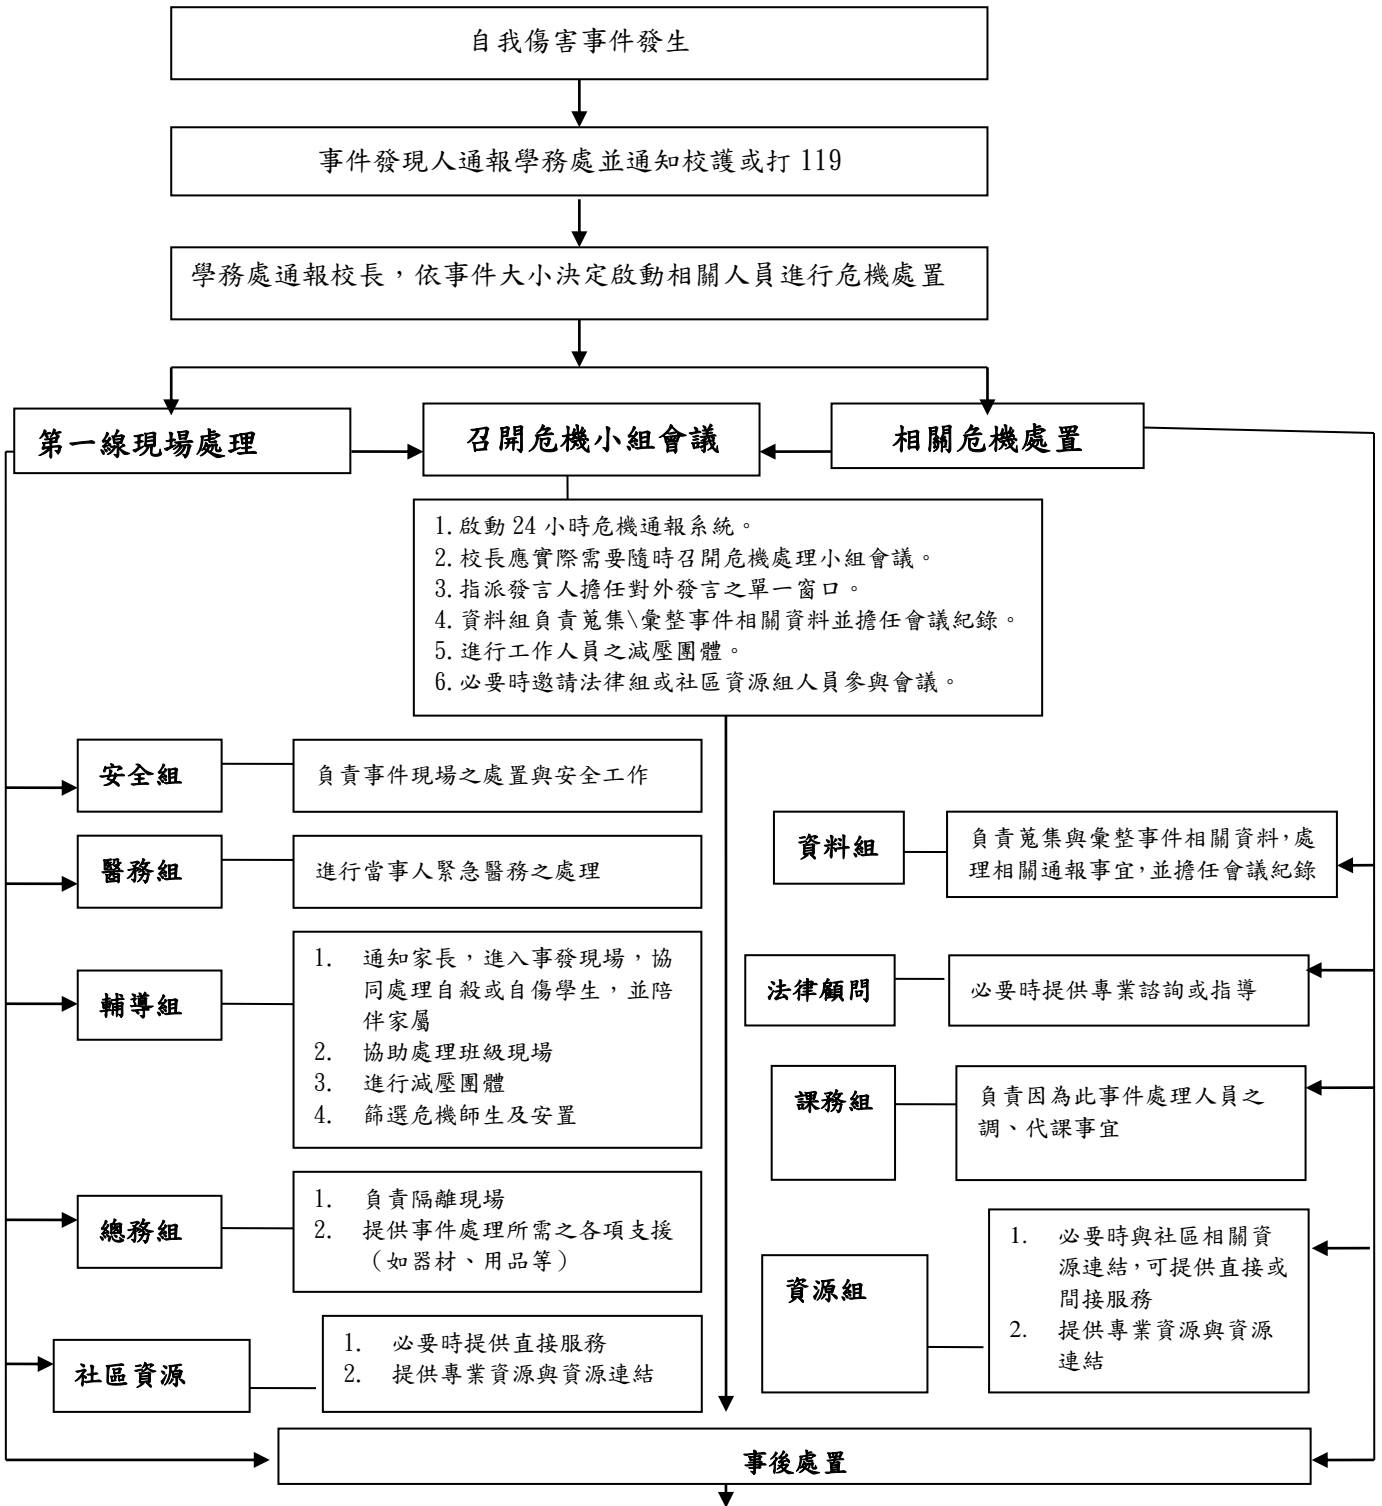 自我傷害事件發生
事件發現人通報學務處並通知校護或打 119
學務處通報校長，依事件大小決定啟動相關人員進行危機處置
第一線現場處理
召開危機小組會議
相關危機處置
1.啟動 24 小時危機通報系統。
2.校長應實際需要隨時召開危機處理小組會議。
3.指派發言人擔任對外發言之單一窗口。
4.資料組負責蒐集\彙整事件相關資料並擔任會議紀錄。
5.進行工作人員之減壓團體。
6.必要時邀請法律組或社區資源組人員參與會議。
安全組
負責事件現場之處置與安全工作
醫務組
進行當事人緊急醫務之處理
輔導組
1. 通知家長，進入事發現場，協
同處理自殺或自傷學生，並陪
伴家屬
2. 協助處理班級現場
3. 進行減壓團體
4. 篩選危機師生及安置
總務組
1. 負責隔離現場
2. 提供事件處理所需之各項支援
（如器材、用品等）
社區資源
1. 必要時提供直接服務
2. 提供專業資源與資源連結
資料組
負責蒐集與彙整事件相關資料，處
理相關通報事宜，並擔任會議紀錄
法律顧問
必要時提供專業諮詢或指導
課務組
負責因為此事件處理人員之
調、代課事宜
資源組
1. 必要時與社區相關資
源連結，可提供直接或
間接服務
2. 提供專業資源與資源
連結
事後處置